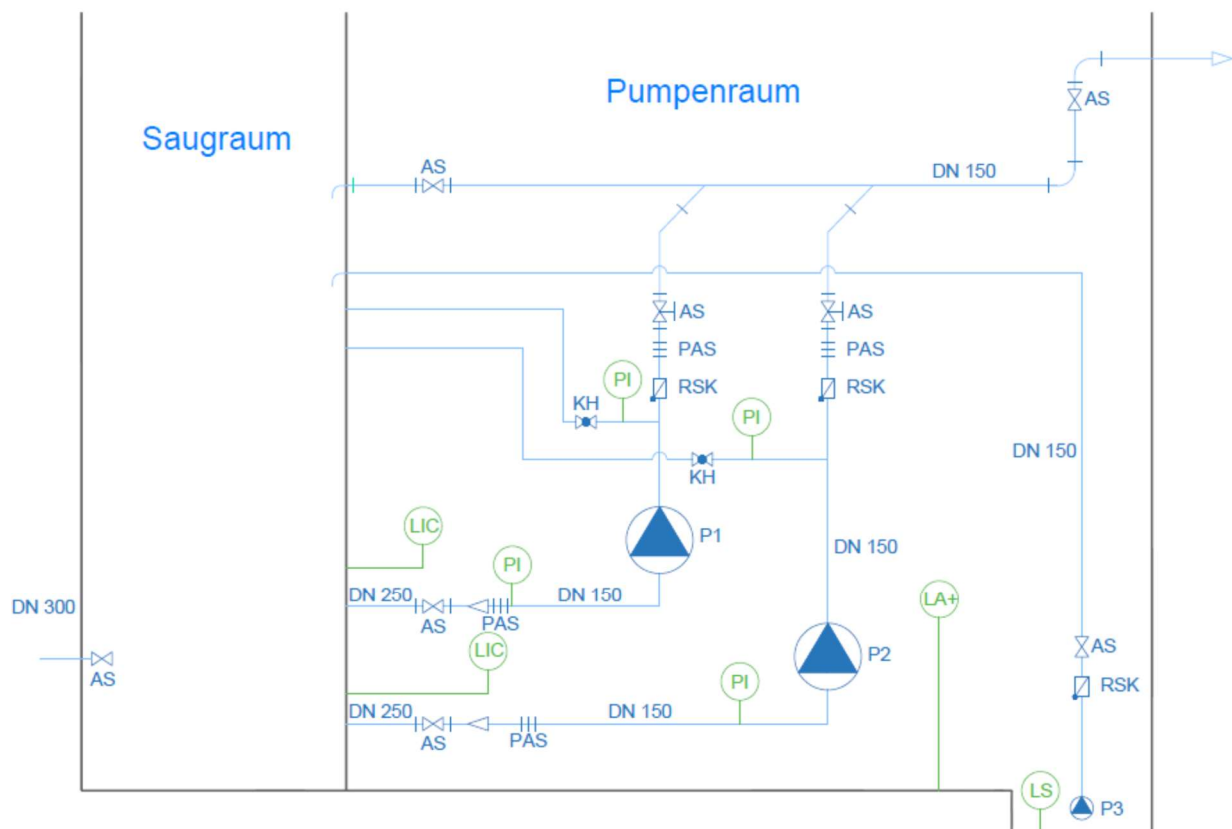 Pumpenraum
Saugraum
AS
AS
DN 150
AS
AS
PAS
PAS
PI
RSK
RSK
KH
PI
KH
DN 150
LIC
P1
DN 150
PI
DN 250
DN 150
LA+
DN 300
AS
PAS
LIC
P2
AS
AS
PI
RSK
DN 250
DN 150
AS
PAS
LS
P3